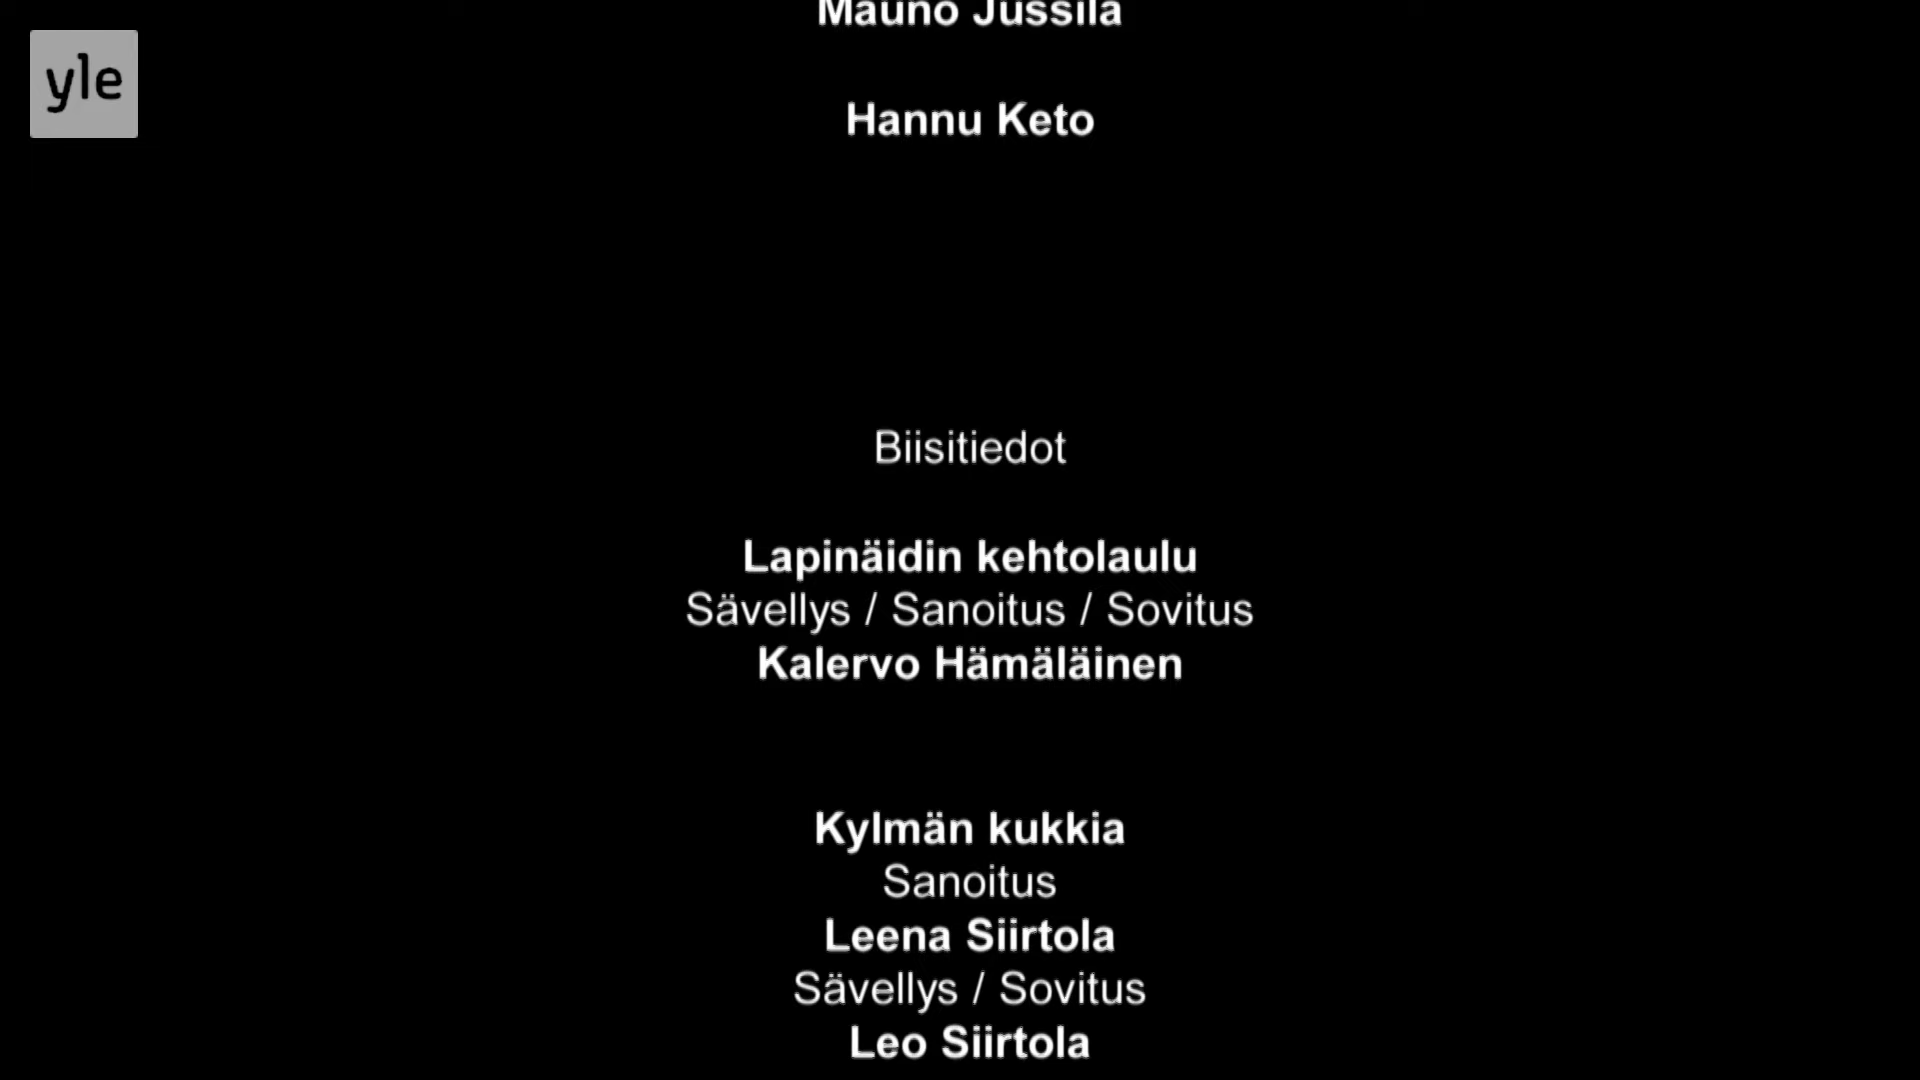 Mauno Jussila
yle
Hannu Keto
Biisitiedot
Lapinäidin kehtolaulu
Sävellys / Sanoitus / Sovitus
Kalervo Hämäläinen
Kylmän kukkia
Sanoitus
Leena Siirtola
Sävellys / Sovitus
Leo Siirtola